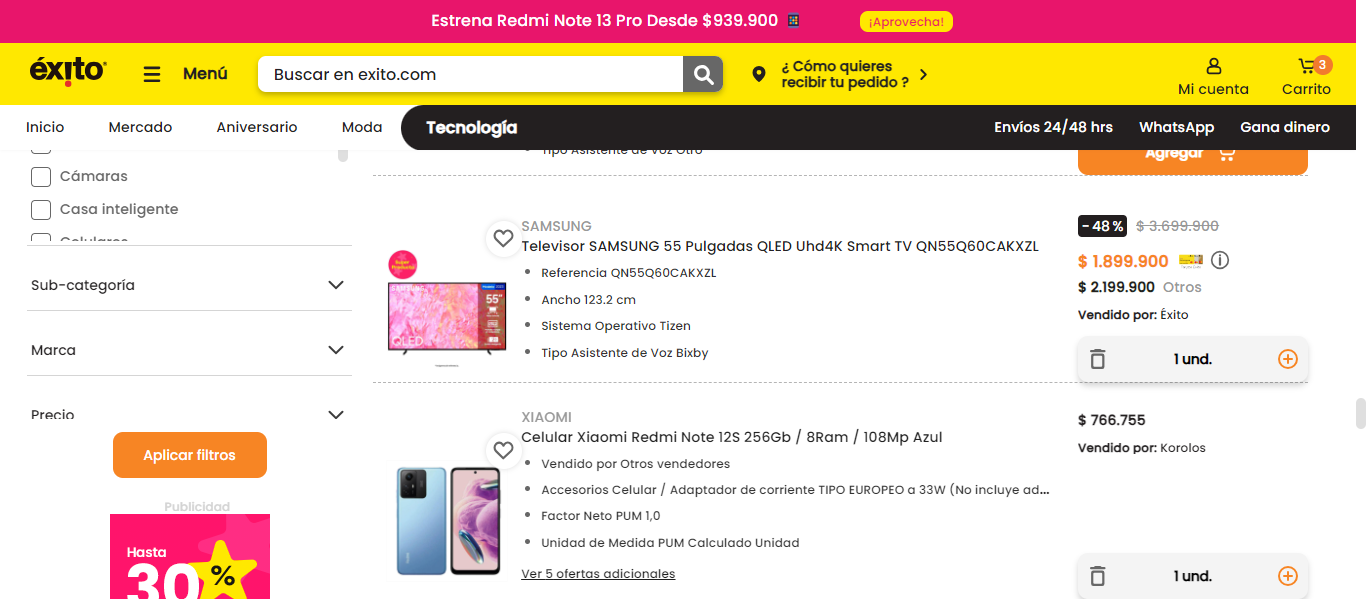 Estrena Redmi Note 13 Pro Desde $939.900
¡Aprovecha!
éxito
Menú
Buscar en exito.com
¿ Cómo quieres
recibir tu pedido ?
Mi cuenta
3
Carrito
Inicio
Mercado
Aniversario
Moda
Tecnología
Envíos 24/48 hrs
WhatsApp
Gana dinero
Cámaras
Casa inteligente
Celulares
Sub-categoría
Marca
Precio
Aplicar filtros
Publicidad
Hasta
30 %
Tipo Asistente de Voz Otro
Agregar
SAMSUNG
Televisor SAMSUNG 55 Pulgadas QLED Uhd4K Smart TV QN55Q60CAKXZL
Referencia QN55Q60CAKXZL
Ancho 123.2 cm
Sistema Operativo Tizen
Tipo Asistente de Voz Bixby
SAMSUNG
55"
QLED
- 48 % $ 3.699.900
$ 1.899.900
$ 2.199.900 Otros
Vendido por: Éxito
1 und.
XIAOMI
Celular Xiaomi Redmi Note 12S 256Gb / 8Ram / 108Mp Azul
Vendido por Otros vendedores
Accesorios Celular / Adaptador de corriente TIPO EUROPEO a 33W (No incluye ad...
Factor Neto PUM 1,0
Unidad de Medida PUM Calculado Unidad
Ver 5 ofertas adicionales
$ 766.755
Vendido por: Korolos
1 und.